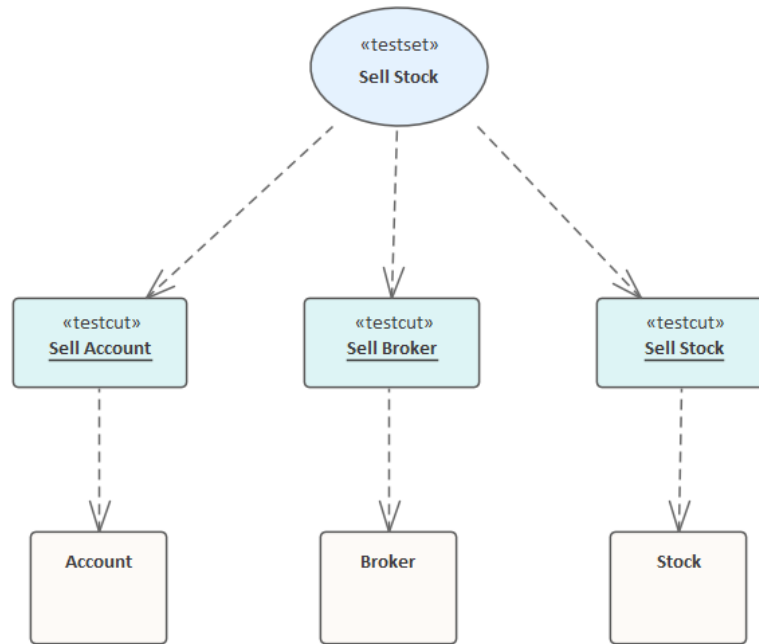 «testset»
Sell Stock
«testcut»
Sell Account
«testcut»
Sell Broker
«testcut»
Sell Stock
Account
Broker
Stock